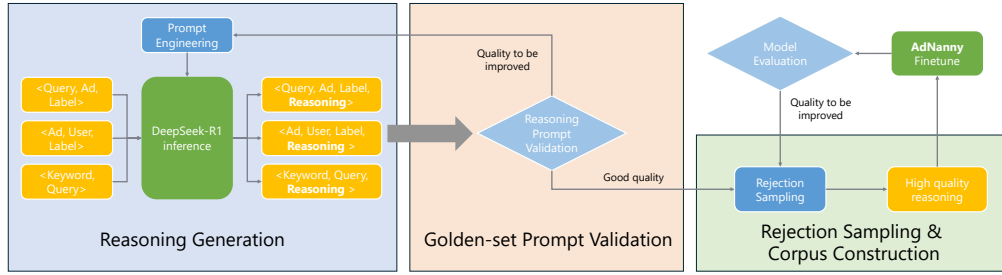 Prompt
Engineering
<Query, Ad,
Label>
<Ad, User,
Label>
<Keyword,
Query>
DeepSeek-R1
inference
<Query, Ad, Label,
Reasoning>
<Ad, User, Label,
Reasoning >
<Keyword, Query,
Reasoning >
Reasoning Generation
Quality to be
improved
Reasoning
Prompt
Validation
Good quality
Golden-set Prompt Validation
Model
Evaluation
AdNanny
Finetune
Quality to be
improved
Rejection
Sampling
High quality
reasoning
Rejection Sampling &
Corpus Construction